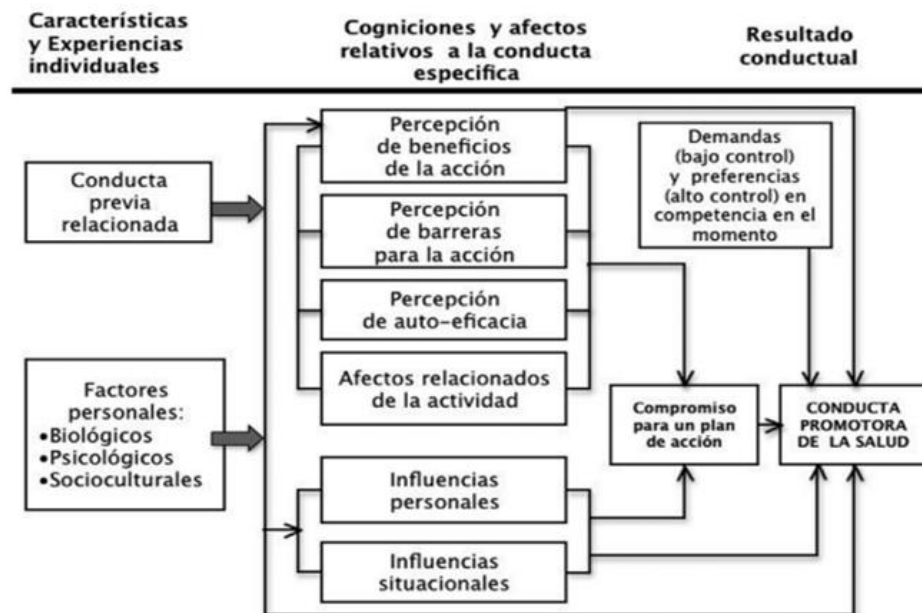 Características
y Experiencias
individuales
Cogniciones y afectos
relativos a la conducta
especifica
Resultado
conductual
Conducta
previa
relacionada
Factores
personales:
•Biológicos
•Psicológicos
•Socioculturales
Percepción
de beneficios
de la acción
Percepción
de barreras
para la acción
Percepción
de auto-eficacia
Afectos relacionados
de la actividad
Influencias
personales
Influencias
situacionales
Demandas
(bajo control)
y preferencias
(alto control) en
competencia en el
momento
Compromiso
para un plan
de acción
CONDUCTA
PROMOTORA
DE LA SALUD